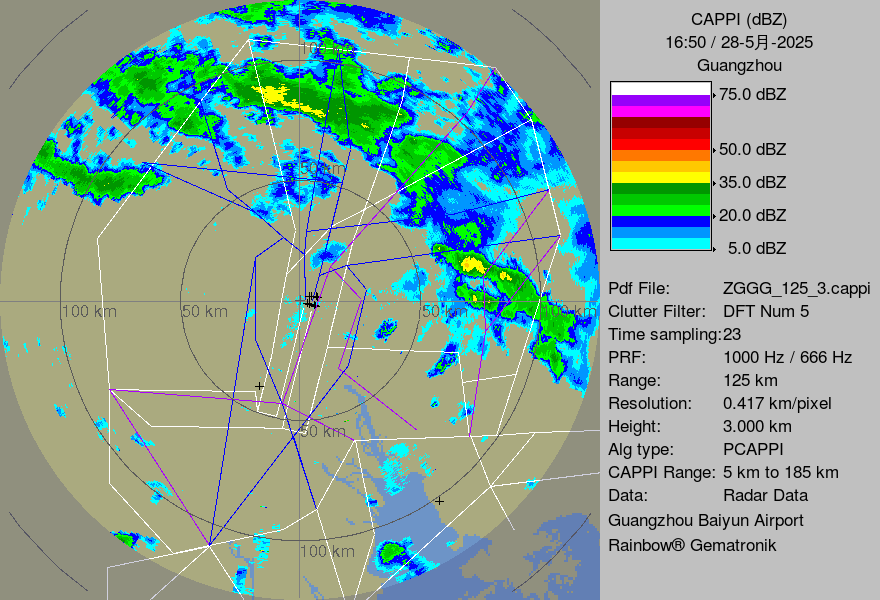 CAPPI (dBZ)
16:50 / 28-5月-2025
Guangzhou
75.0 dBZ
50.0 dBZ
35.0 dBZ
20.0 dBZ
5.0 dBZ
Pdf File: ZGGG_125_3.cappi
Clutter Filter: DFT Num 5
Time sampling:23
PRF: 1000 Hz / 666 Hz
Range: 125 km
Resolution: 0.417 km/pixel
Height: 3.000 km
Alg type: PCAPPI
CAPPI Range: 5 km to 185 km
Data: Radar Data
Guangzhou Baiyun Airport
Rainbow® Gematronik
100 km
50 km
100 km
50 km
50 km
100 km
50 km
100 km